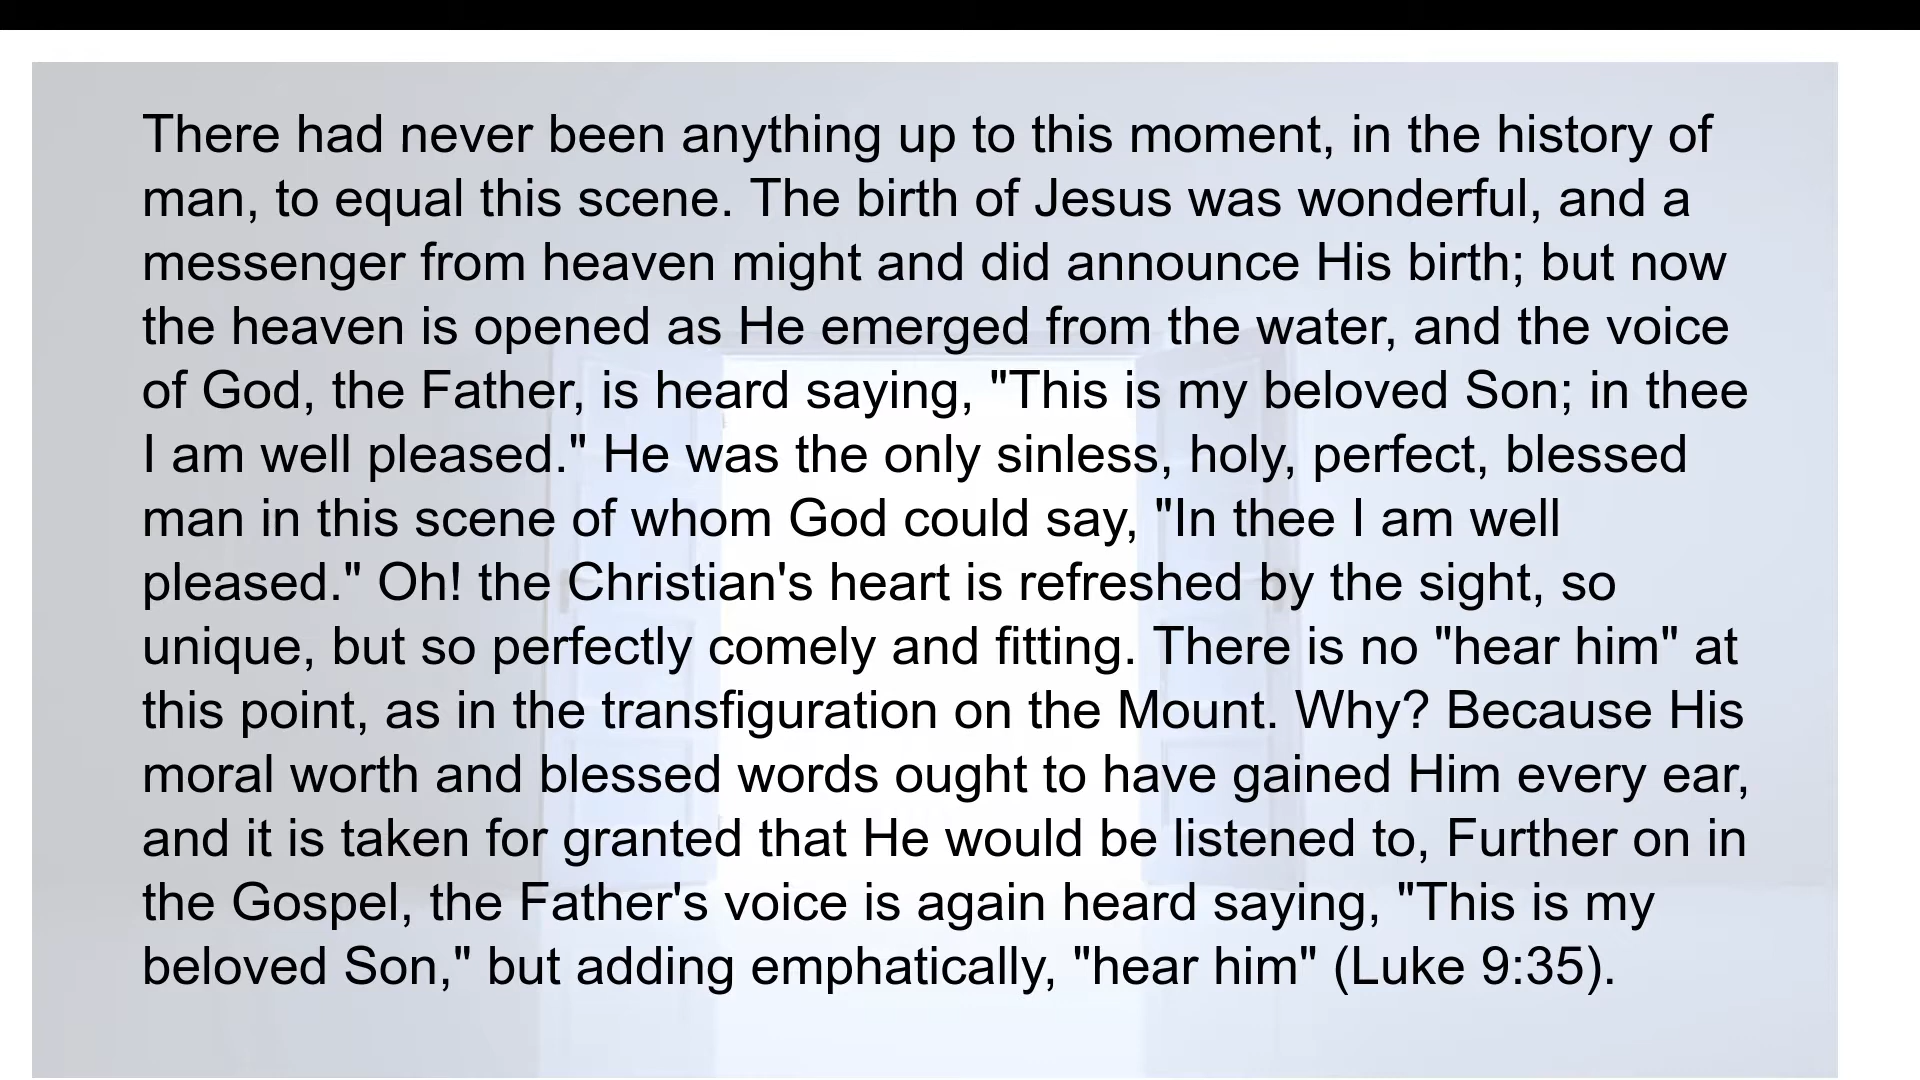 There had never been anything up to this moment, in the history of
man, to equal this scene. The birth of Jesus was wonderful, and a
messenger from heaven might and did announce His birth; but now
the heaven is opened as He emerged from the water, and the voice
of God, the Father, is heard saying, "This is my beloved Son; in thee
I am well pleased." He was the only sinless, holy, perfect, blessed
man in this scene of whom God could say, "In thee I am well
pleased." Oh! the Christian's heart is refreshed by the sight, so
unique, but so perfectly comely and fitting. There is no "hear him" at
this point, as in the transfiguration on the Mount. Why? Because His
moral worth and blessed words ought to have gained Him every ear,
and it is taken for granted that He would be listened to, Further on in
the Gospel, the Father's voice is again heard saying, "This is my
beloved Son," but adding emphatically, "hear him" (Luke 9:35).